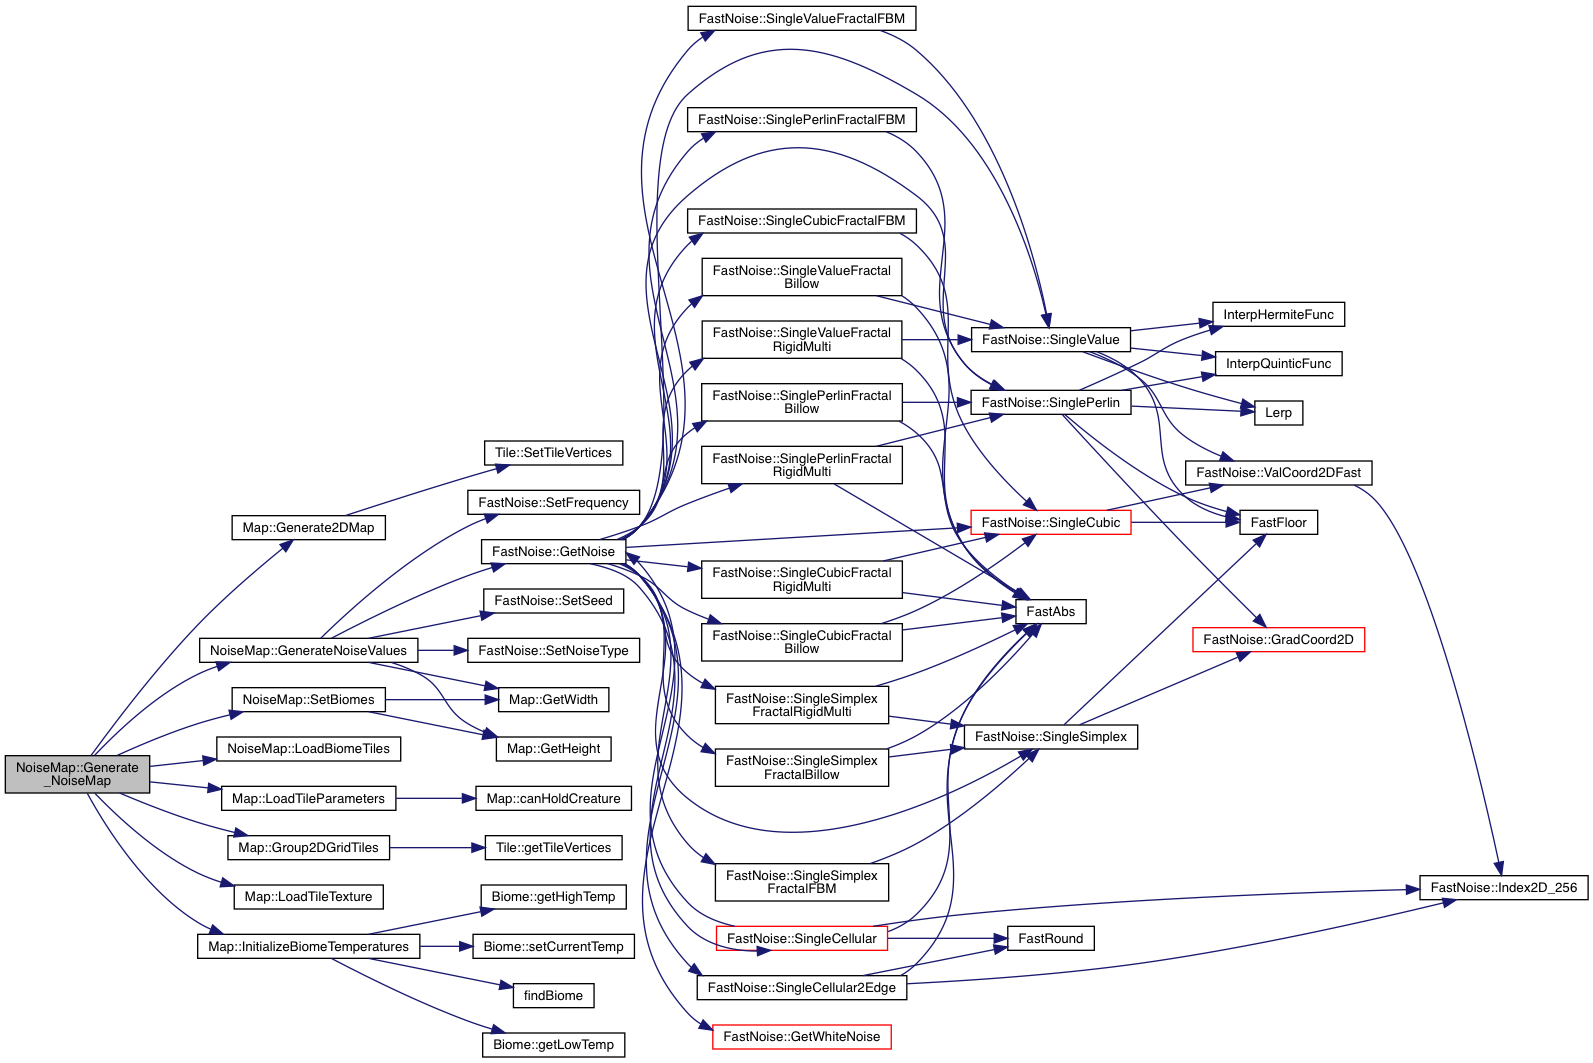 NoiseMap::Generate
_NoiseMap
Map::Generate2DMap
NoiseMap::GenerateNoiseValues
NoiseMap::SetBiomes
NoiseMap::LoadBiomeTiles
Map::LoadTileParameters
Map::Group2DGridTiles
Map::LoadTileTexture
Map::InitializeBiomeTemperatures
Tile::SetTileVertices
FastNoise::SetFrequency
FastNoise::GetNoise
FastNoise::SetSeed
FastNoise::SetNoiseType
Map::GetWidth
Map::GetHeight
Map::canHoldCreature
Tile::getTileVertices
Biome::getHighTemp
Biome::setCurrentTemp
findBiome
Biome::getLowTemp
FastNoise::SingleValueFractalFBM
FastNoise::SinglePerlinFractalFBM
FastNoise::SingleCubicFractalFBM
FastNoise::SingleValueFractal
Billow
FastNoise::SingleValueFractal
RigidMulti
FastNoise::SinglePerlinFractal
Billow
FastNoise::SinglePerlinFractal
RigidMulti
FastNoise::SingleCubicFractal
RigidMulti
FastNoise::SingleCubicFractal
Billow
FastNoise::SingleSimplex
FractalRigidMulti
FastNoise::SingleSimplex
FractalBillow
FastNoise::SingleSimplex
FractalFBM
FastNoise::SingleCellular
FastNoise::SingleCellular2Edge
FastNoise::GetWhiteNoise
FastNoise::SingleValue
FastNoise::SinglePerlin
FastNoise::SingleCubic
FastAbs
FastNoise::SingleSimplex
FastRound
InterpHermiteFunc
InterpQuinticFunc
Lerp
FastNoise::ValCoord2DFast
FastFloor
FastNoise::GradCoord2D
FastNoise::Index2D_256